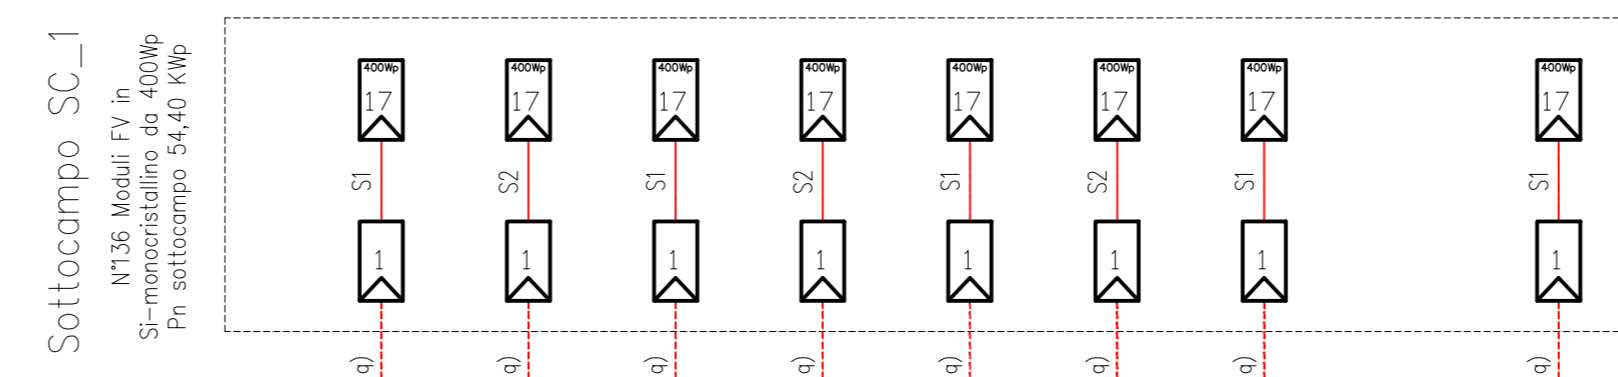 Sottocampo SC_1
N°136 Moduli FV in
Si-monocristallino da 400Wp
Pn sottocampo 54,40 KWp
400Wp 400Wp 400Wp 400Wp 400Wp 400Wp 400Wp 400Wp
17 17 17 17 17 17 17 17
S1 S2 S1 S2 S1 S2 S1 S1
1 1 1 1 1 1 1 1
q) q) q) q) q) q) q) q)